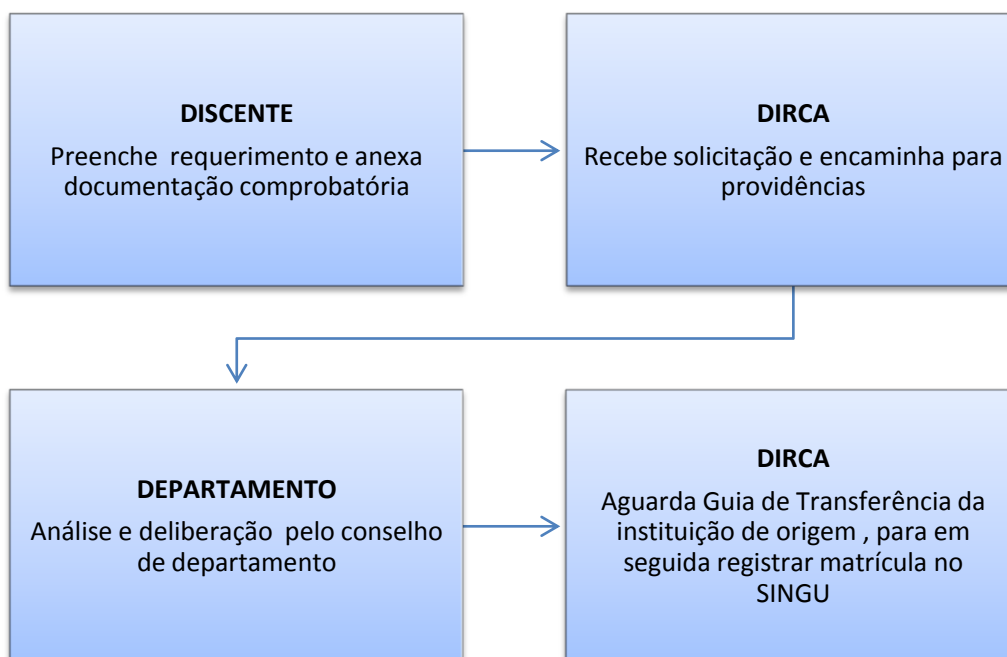 DISCENTE
Preenche requerimento e anexa
documentação comprobatória
DIRCA
Recebe solicitação e encaminha para
providências
DEPARTAMENTO
Análise e deliberação pelo conselho
de departamento
DIRCA
Aguarda Guia de Transferência da
instituição de origem , para em
seguida registrar matrícula no
SINGU